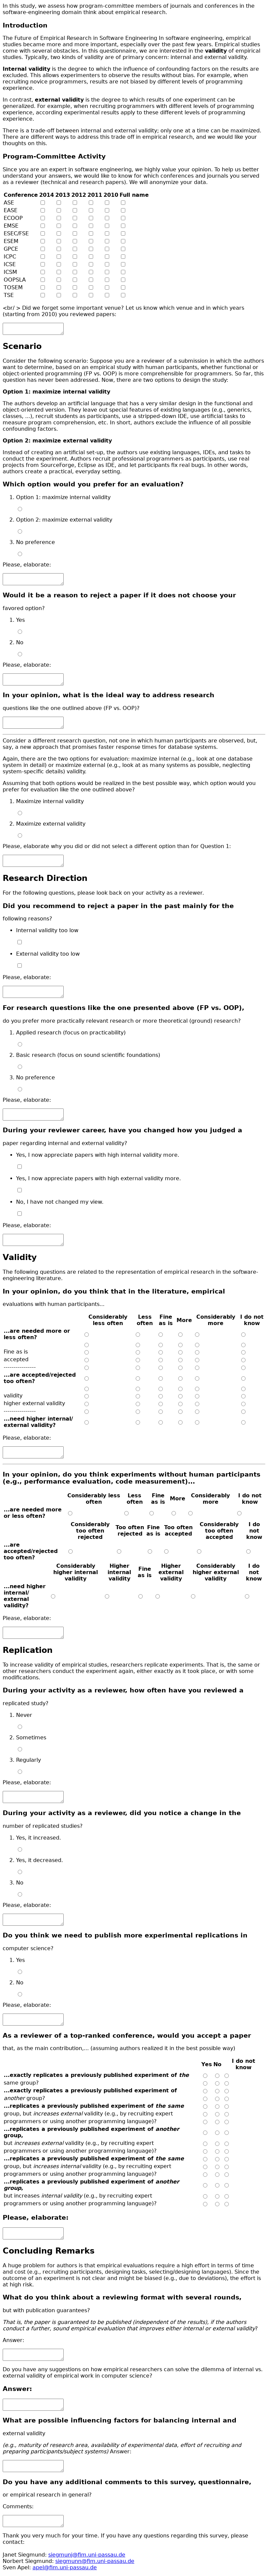 In this study, we assess how program-committee members of journals and conferences in the
software-engineering domain think about empirical research.
Introduction
The Future of Empirical Research in Software Engineering In software engineering, empirical
studies became more and more important, especially over the past few years. Empirical studies
come with several obstacles. In this questionnaire, we are interested in the validity of empirical
studies. Typically, two kinds of validity are of primary concern: internal and external validity.
Internal validity is the degree to which the influence of confounding factors on the results are
excluded. This allows experimenters to observe the results without bias. For example, when
recruiting novice programmers, results are not biased by different levels of programming
experience.
In contrast, external validity is the degree to which results of one experiment can be
generalized. For example, when recruiting programmers with different levels of programming
experience, according experimental results apply to these different levels of programming
experience.
There is a trade-off between internal and external validity, only one at a time can be maximized.
There are different ways to address this trade off in empirical research, and we would like your
thoughts on this.
Program-Committee Activity
Since you are an expert in software engineering, we highly value your opinion. To help us better
understand your answers, we would like to know for highly conferences and journals you served
as a reviewer (technical research papers). We will anonymize your data.
Conference 2014 2013 2012 2011 2010 Full name
ASE
EASE
ECOOP
EMSE
ESEC/FSE
ESEM
GPCE
ICPC
ICSE
ICSM
OOPSLA
TOSEM
TSE
<br/ > Did we forget some important venue? Let us know which venue and in which years
(starting from 2010) you reviewed papers:
Scenario
Consider the following scenario: Suppose you are a reviewer of a submission in which the authors
want to determine, based on an empirical study with human participants, whether functional
programming (FP) or object-oriented (FP vs. OOP) is more comprehensible for programmers. So far, this
question has never been addressed. Now, there are two options to design the study:
Option 1: maximize internal validity
The authors develop an artificial language that has a very similar design in the functional and
object-oriented version. They leave out special features of existing languages (e.g., generics,
classes, ...), recruit students as participants, use a stripped-down IDE, use artificial tasks to
measure program comprehension, etc. In short, authors exclude the influence of all possible
confounding factors.
Option 2: maximize external validity
Instead of creating an artificial set-up, the authors use existing languages, IDEs, and tasks to
conduct the experiment. Authors recruit professional programmers as participants, use real
projects from SourceForge, Eclipse as IDE, and let participants fix real bugs. In other words,
authors create a practical, everyday setting.
Which option would you prefer for an evaluation?
1. Option 1: maximize internal validity
2. Option 2: maximize external validity
3. No preference
Please, elaborate:
Would it be a reason to reject a paper if it does not choose your
favored option?
1. Yes
2. No
Please, elaborate:
In your opinion, what is the ideal way to address research
questions like the one outlined above (FP vs. OOP)?
Consider a different research question, not one in which human participants are observed, but,
say, a new approach that promises faster response times for database systems.
Again, there are the two options for evaluation: maximize internal (e.g., look at one database
system in detail) or maximize external (e.g., look at as many systems as possible, neglecting
system-specific details) validity.
Assuming that both options would be realized in the best possible way, which option would you
prefer for evaluation like the one outlined above?
1. Maximize internal validity
2. Maximize external validity
Please, elaborate why you did or did not select a different option than for Question 1:
Research Direction
For the following questions, please look back on your activity as a reviewer.
Did you recommend to reject a paper in the past mainly for the
following reasons?
• Internal validity too low
• External validity too low
Please, elaborate:
For research questions like the one presented above (FP vs. OOP),
do you prefer more practically relevant research or more theoretical (ground) research?
1. Applied research (focus on practicability)
2. Basic research (focus on sound scientific foundations)
3. No preference
Please, elaborate:
During your reviewer career, have you changed how you judged a
paper regarding internal and external validity?
• Yes, I now appreciate papers with high internal validity more.
• Yes, I now appreciate papers with high external validity more.
• No, I have not changed my view.
Please, elaborate:
Validity
The following questions are related to the representation of empirical research in the software-
engineering literature.
In your opinion, do you think that in the literature, empirical
evaluations with human participants...
Considerably less often Less often Fine as is More Considerably more I do not know
...are needed more or less often?
Fine as is
accepted
----------------
...are accepted/rejected too often?
validity
higher external validity
----------------
...need higher internal/ external validity?
Please, elaborate:
In your opinion, do you think experiments without human participants
(e.g., performance evaluation, code measurement)...
Considerably less often Less often Fine as is More Considerably more I do not know
...are needed more or less often?
Considerably too often rejected Too often rejected Fine as is Too often accepted Considerably too often accepted I do not know
...are accepted/rejected too often?
Considerably higher internal validity Higher internal validity Fine as is Higher external validity Considerably higher external validity I do not know
...need higher internal/ external validity?
Please, elaborate:
Replication
To increase validity of empirical studies, researchers replicate experiments. That is, the same or
other researchers conduct the experiment again, either exactly as it took place, or with some
modifications.
During your activity as a reviewer, how often have you reviewed a
replicated study?
1. Never
2. Sometimes
3. Regularly
Please, elaborate:
During your activity as a reviewer, did you notice a change in the
number of replicated studies?
1. Yes, it increased.
2. Yes, it decreased.
3. No
Please, elaborate:
Do you think we need to publish more experimental replications in
computer science?
1. Yes
2. No
Please, elaborate:
As a reviewer of a top-ranked conference, would you accept a paper
that, as the main contribution,... (assuming authors realized it in the best possible way)
Yes No I do not know
...exactly replicates a previously published experiment of the
same group?
...exactly replicates a previously published experiment of
another group?
...replicates a previously published experiment of the same
group, but increases external validity (e.g., by recruiting expert
programmers or using another programming language)?
...replicates a previously published experiment of another group,
but increases external validity (e.g., by recruiting expert
programmers or using another programming language)?
...replicates a previously published experiment of the same
group, but increases internal validity (e.g., by recruiting expert
programmers or using another programming language)?
...replicates a previously published experiment of another group,
but increases internal validity (e.g., by recruiting expert
programmers or using another programming language)?
Please, elaborate:
Concluding Remarks
A huge problem for authors is that empirical evaluations require a high effort in terms of time
and cost (e.g., recruiting participants, designing tasks, selecting/designing languages). Since the
outcome of an experiment is not clear and might be biased (e.g., due to deviations), the effort is
at high risk.
What do you think about a reviewing format with several rounds,
but with publication guarantees?
That is, the paper is guaranteed to be published (independent of the results), if the authors
conduct a further, sound empirical evaluation that improves either internal or external validity!
Answer:
Do you have any suggestions on how empirical researchers can solve the dilemma of internal vs.
external validity of empirical work in computer science?
Answer:
What are possible influencing factors for balancing internal and
external validity
(e.g., maturity of research area, availability of experimental data, effort of recruiting and
preparing participants/subject systems) Answer:
Do you have any additional comments to this survey, questionnaire,
or empirical research in general?
Comments:
Thank you very much for your time. If you have any questions regarding this survey, please
contact:
Janet Siegmund: siegmunj@fim.uni-passau.de
Norbert Siegmund: siegmunn@fim.uni-passau.de
Sven Apel: apel@fim.uni-passau.de